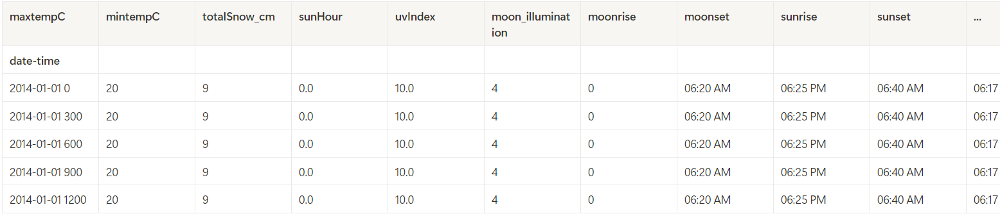 maxtempC mintempC totalSnow_cm sunHour uvIndex moon_illuminat moonrise moonset sunrise sunset ...
ion
date-time
2014-01-01 0 20 9 0.0 10.0 4 0 06:20 AM 06:25 PM 06:40 AM 06:17
2014-01-01 300 20 9 0.0 10.0 4 0 06:20 AM 06:25 PM 06:40 AM 06:17
2014-01-01 600 20 9 0.0 10.0 4 0 06:20 AM 06:25 PM 06:40 AM 06:17
2014-01-01 900 20 9 0.0 10.0 4 0 06:20 AM 06:25 PM 06:40 AM 06:17
2014-01-01 1200 20 9 0.0 10.0 4 0 06:20 AM 06:25 PM 06:40 AM 06:17